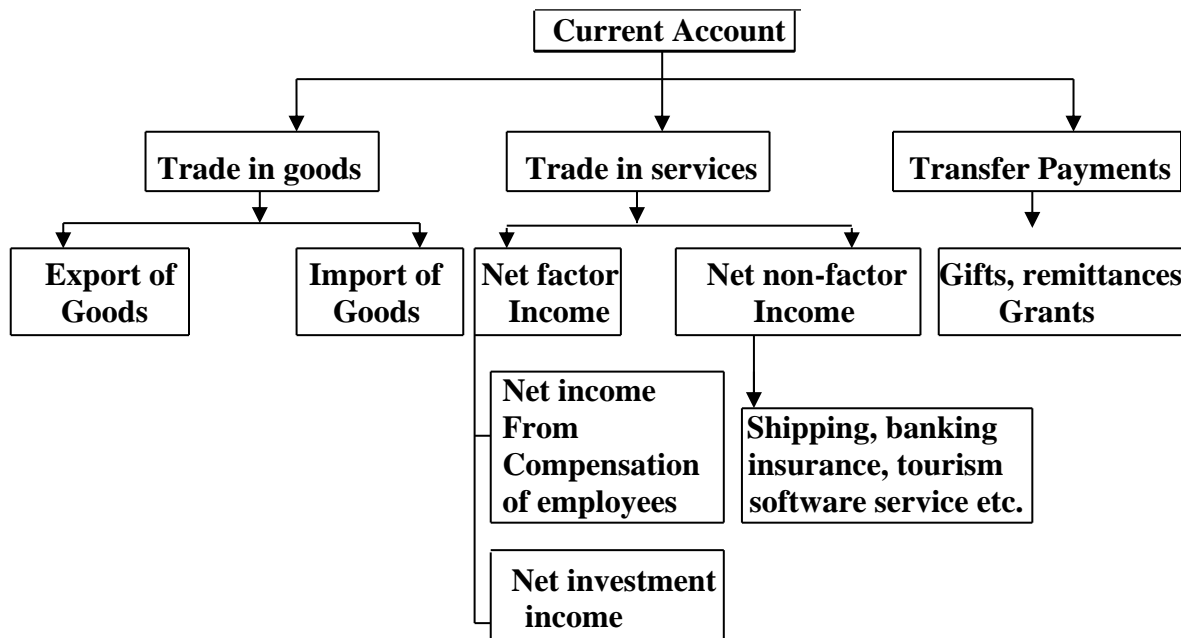 Current Account
Trade in goods
Trade in services
Transfer Payments
Export of
Goods
Import of
Goods
Net factor
Income
Net non-factor
Income
Gifts, remittances
Grants
Net income
From
Compensation
of employees
Shipping, banking
insurance, tourism
software service etc.
Net investment
income